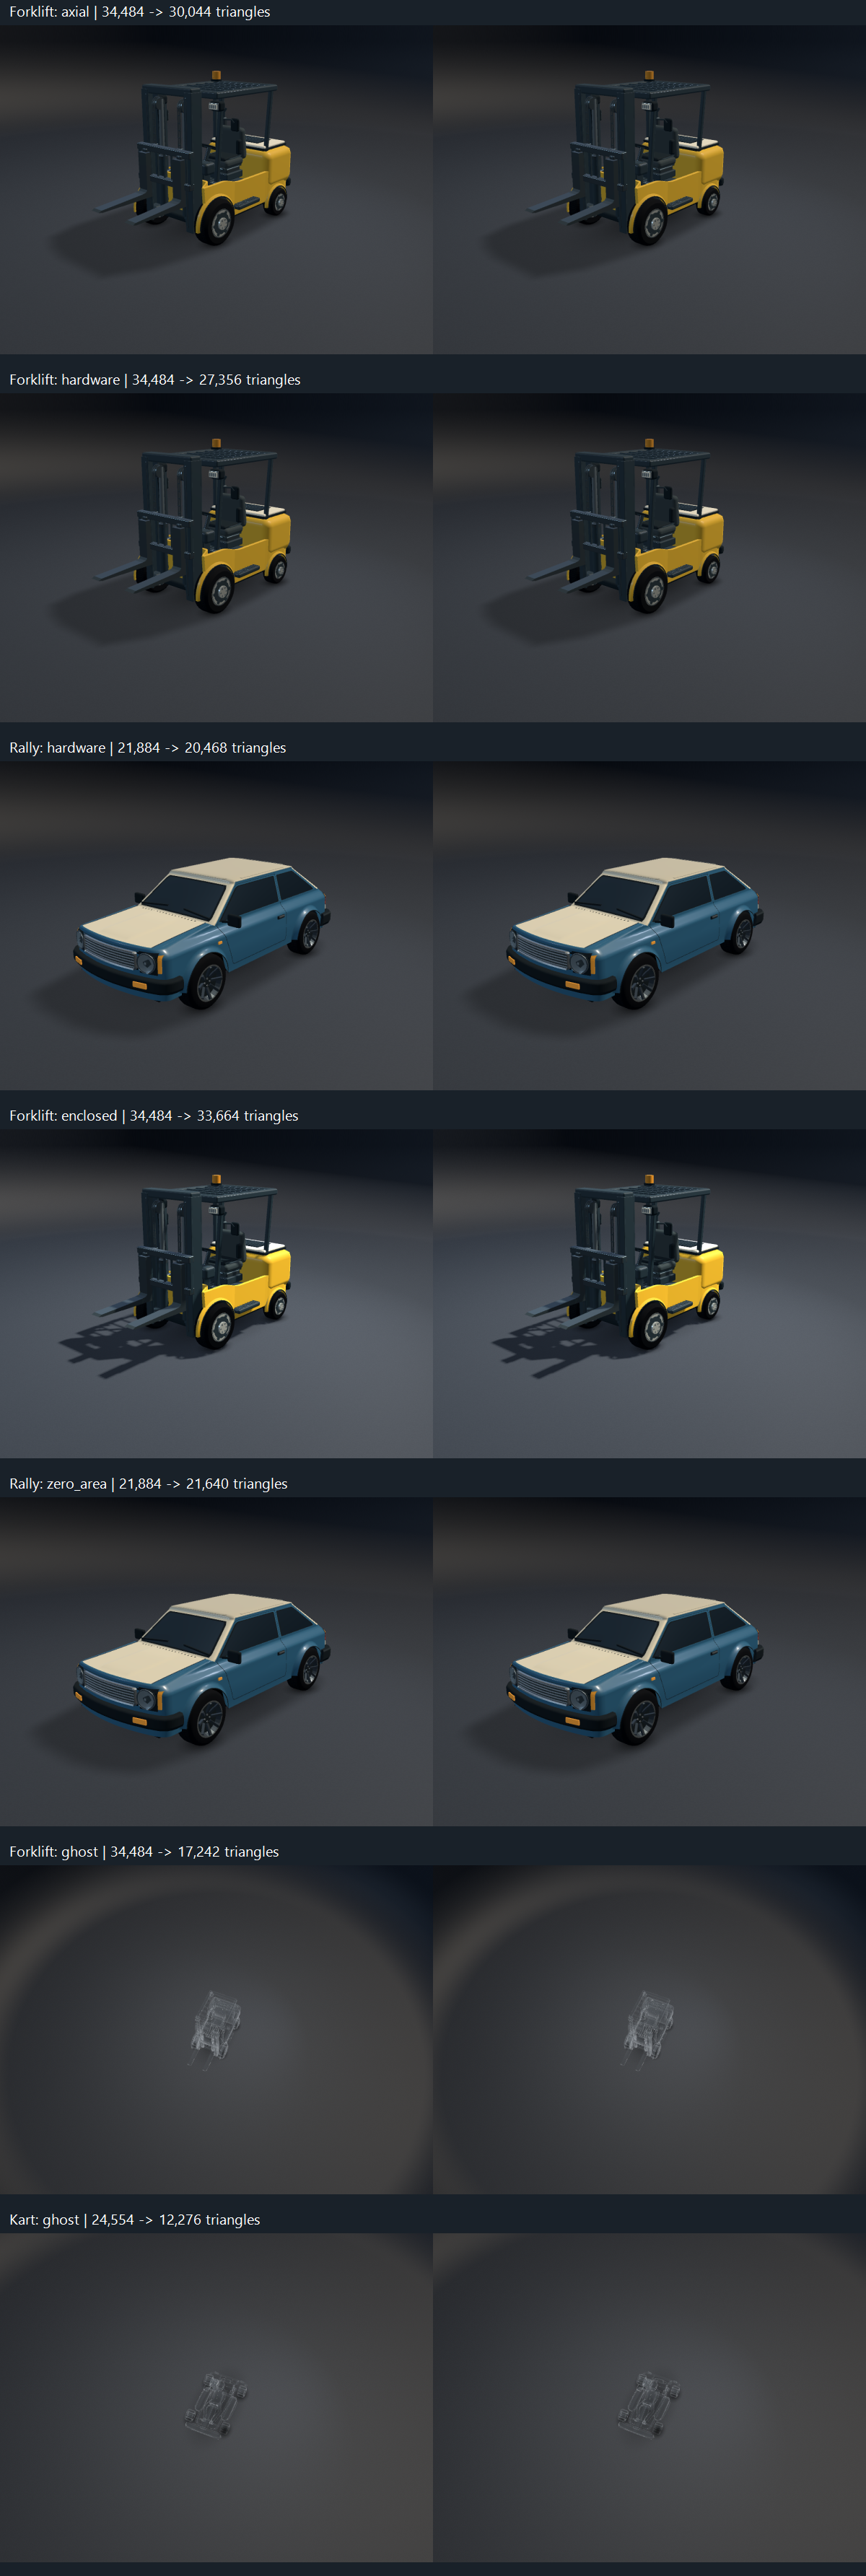 Forklift: axial | 34,484 -> 30,044 triangles
Forklift: hardware | 34,484 -> 27,356 triangles
Rally: hardware | 21,884 -> 20,468 triangles
Forklift: enclosed | 34,484 -> 33,664 triangles
Rally: zero_area | 21,884 -> 21,640 triangles
Forklift: ghost | 34,484 -> 17,242 triangles
Kart: ghost | 24,554 -> 12,276 triangles